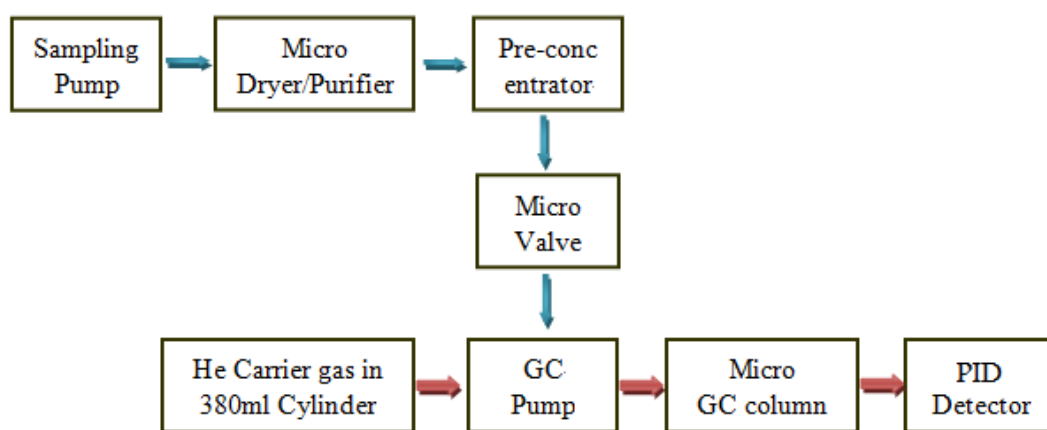 Sampling
Pump
Micro
Dryer/Purifier
Pre-conc
entrator
Micro
Valve
He Carrier gas in
380ml Cylinder
GC
Pump
Micro
GC column
PID
Detector